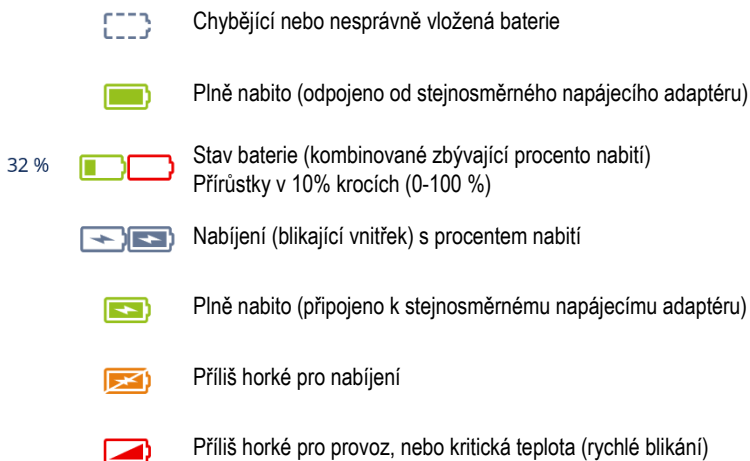 Chybějící nebo nesprávně vložená baterie
Plně nabito (odpojeno od stejnosměrného napájecího adaptéru)
32 %
Stav baterie (kombinované zbývající procento nabití)
Přírůstky v 10% krocích (0-100 %)
Nabíjení (blikající vnitřek) s procentem nabití
Plně nabito (připojeno k stejnosměrnému napájecímu adaptéru)
Příliš horké pro nabíjení
Příliš horké pro provoz, nebo kritická teplota (rychlé blikání)